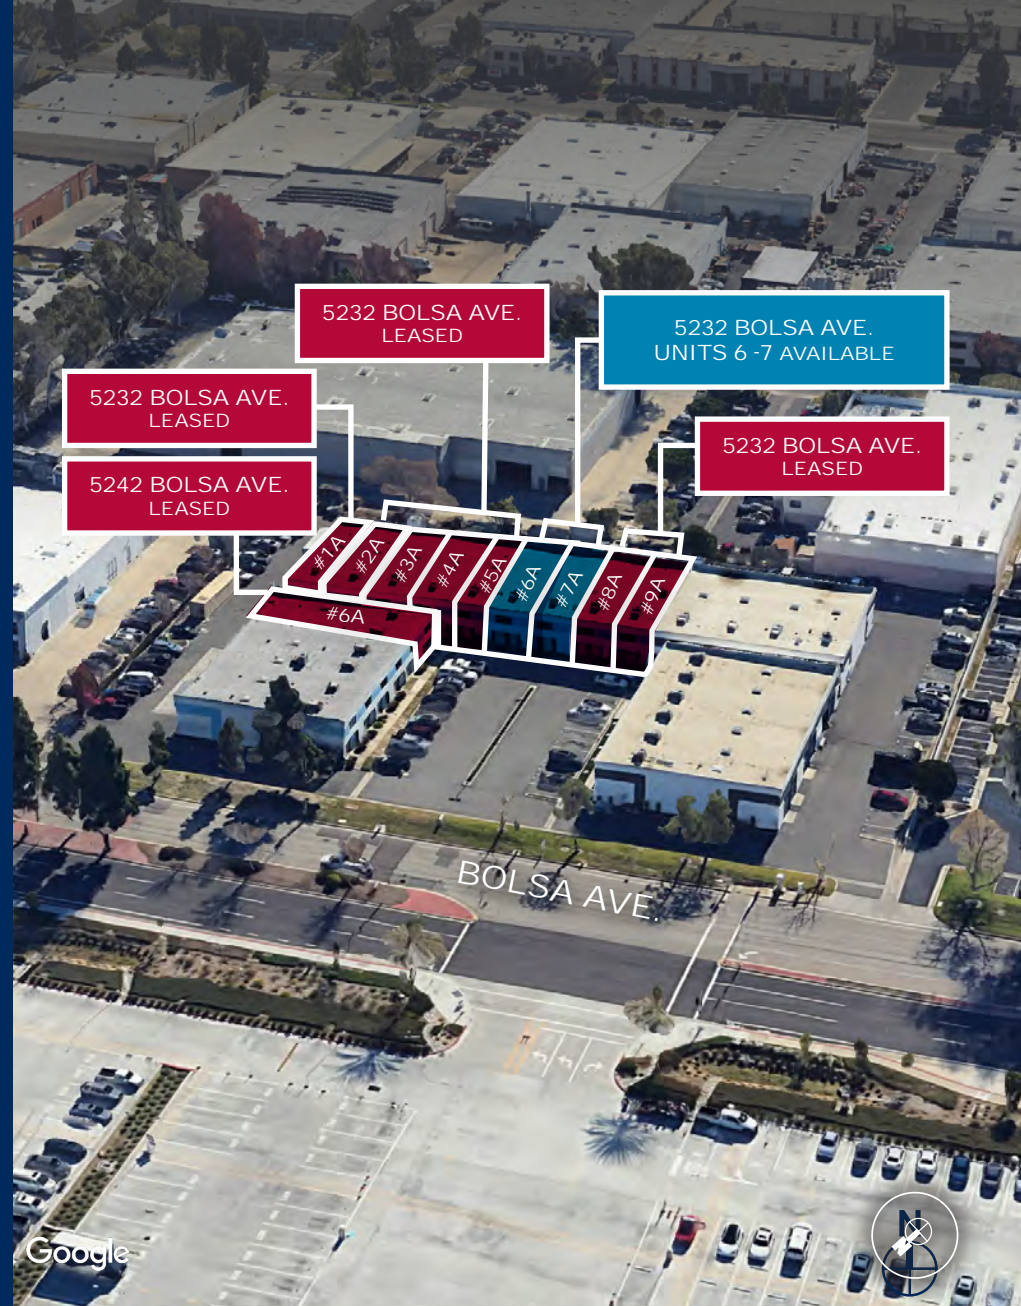 5232 BOLSA AVE.
LEASED
5232 BOLSA AVE.
UNITS 6 -7 AVAILABLE
5232 BOLSA AVE.
LEASED
5232 BOLSA AVE.
LEASED
5242 BOLSA AVE.
LEASED
#1A
#2A
#3A
#4A
#5A
#6A
#7A
#8A
#9A
#6A
BOLSA AVE.
Google
N